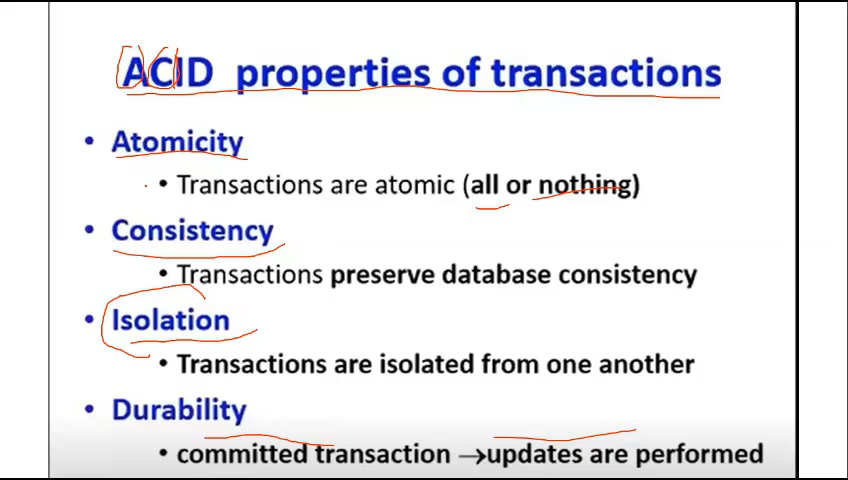 ACID properties of transactions
• Atomicity
• Transactions are atomic (all or nothing)
• Consistency
• Transactions preserve database consistency
• Isolation
• Transactions are isolated from one another
• Durability
• committed transaction →updates are performed